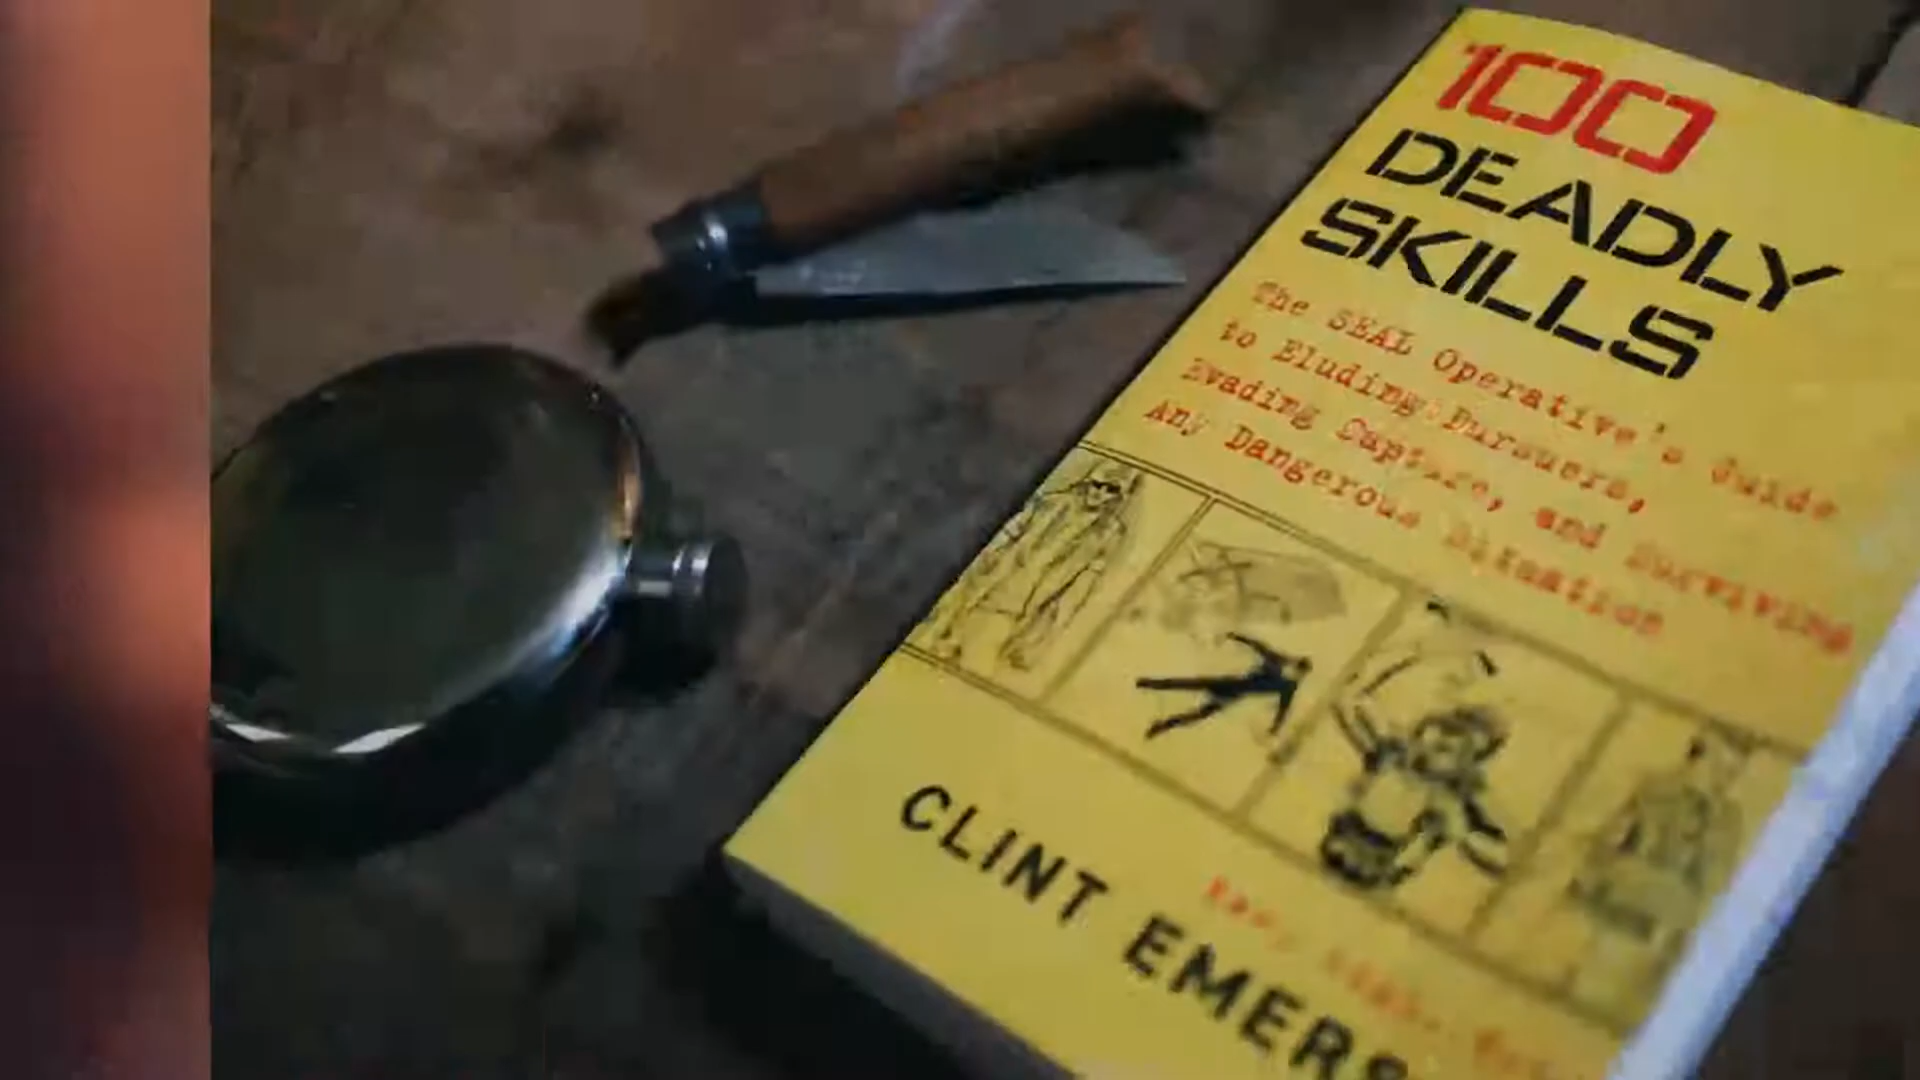 100
DEADLY
SKILLS
The SEAL Operative's Guide
to Eluding Pursuers,
Evading Capture, and Surviving
Any Dangerous Situation
CLINT EMERS